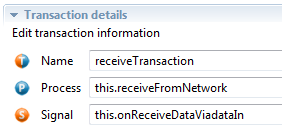 Transaction details
Edit transaction information
T Name receiveTransaction
P Process this.receiveFromNetwork
S Signal this.onReceiveDataViadataIn